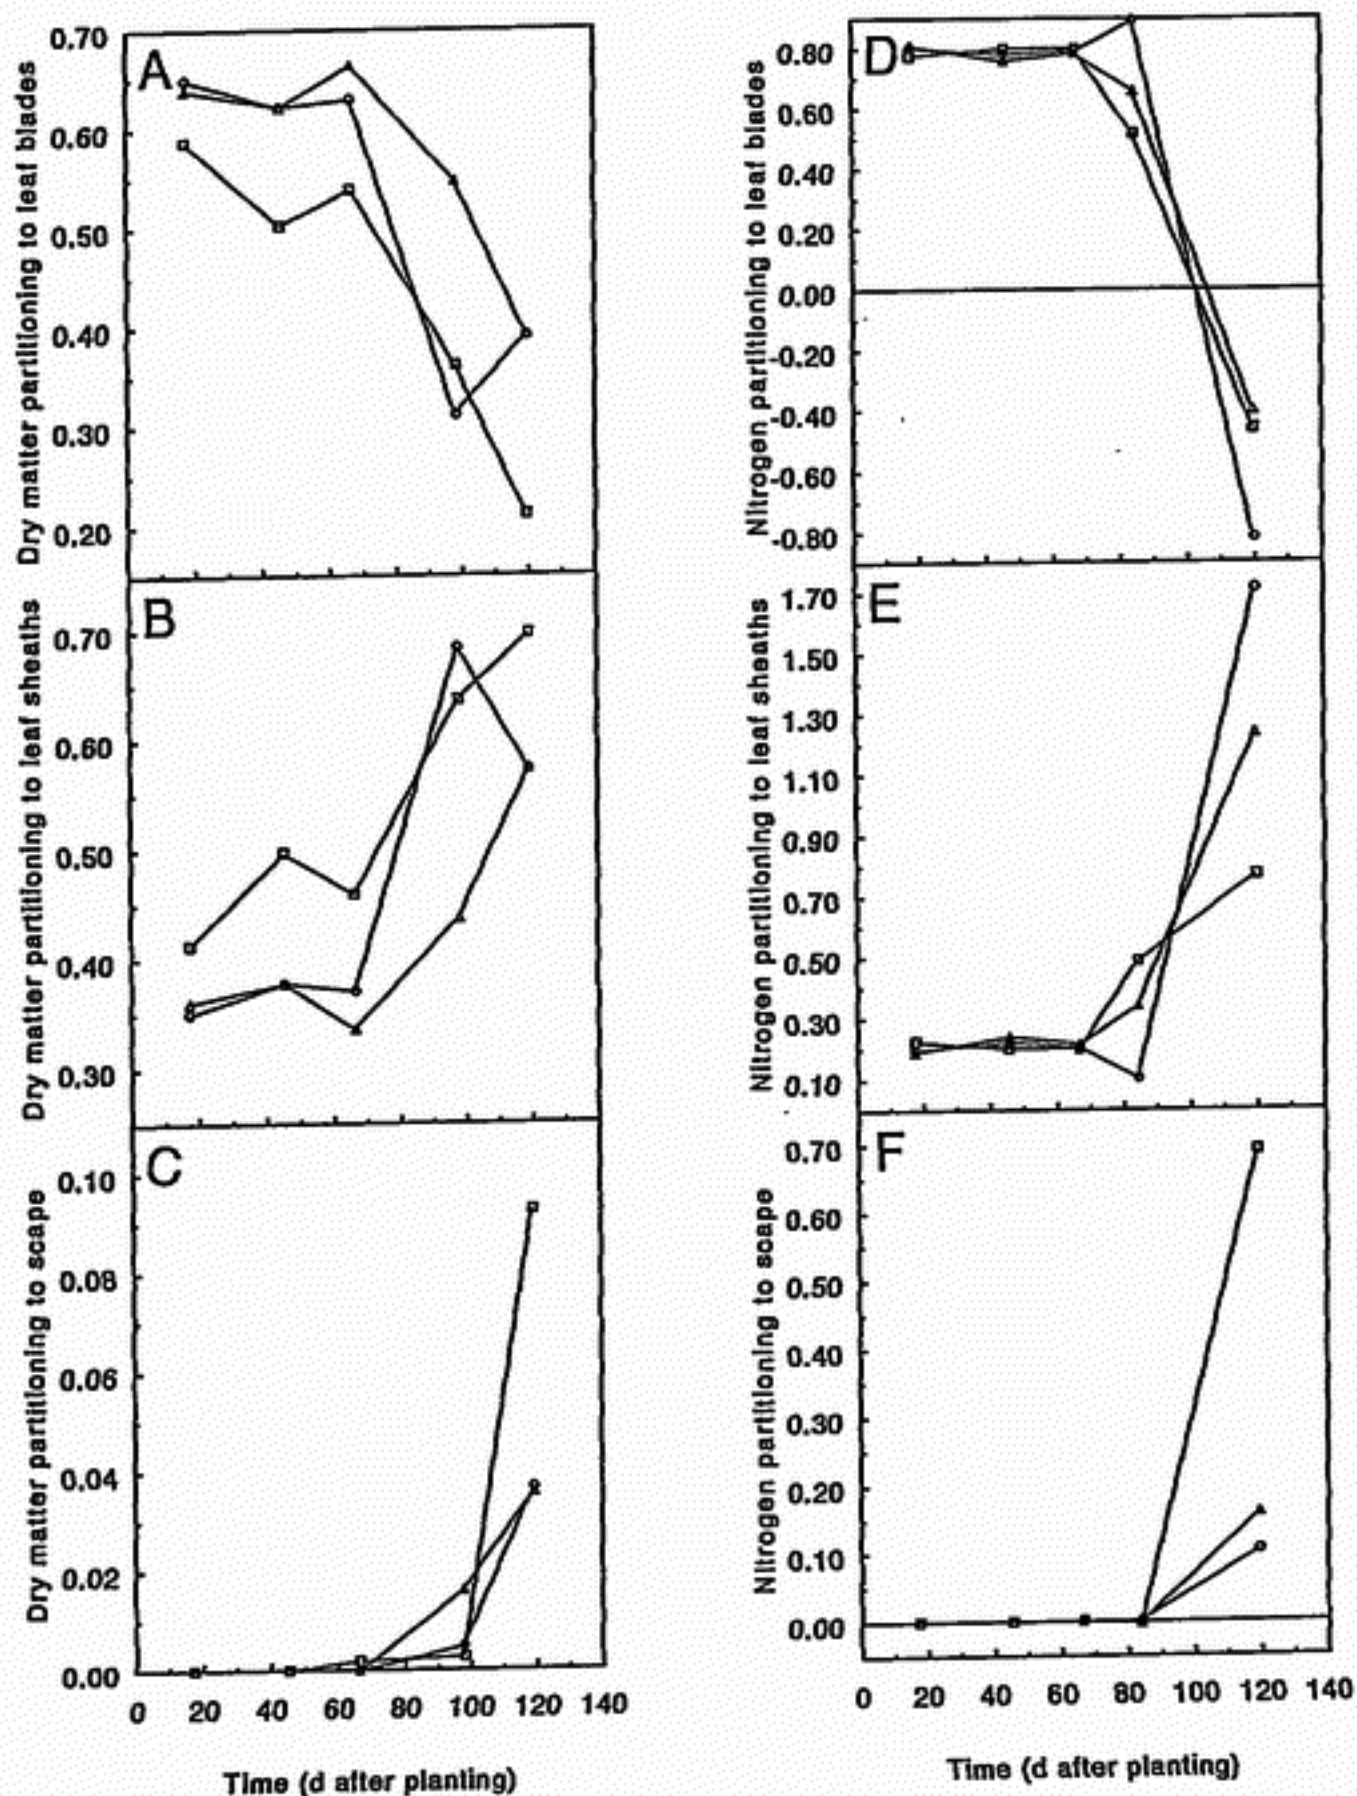 A
Dry matter partitioning to leaf blades
0.70
0.60
0.50
0.40
0.30
0.20
B
Dry matter partitioning to leaf sheaths
0.70
0.60
0.50
0.40
0.30
C
Dry matter partitioning to scape
0.10
0.08
0.06
0.04
0.02
0.00
0 20 40 60 80 100 120 140
Time (d after planting)
D
Nitrogen partitioning to leaf blades
0.80
0.60
0.40
0.20
0.00
-0.20
-0.40
-0.60
-0.80
E
Nitrogen partitioning to leaf sheaths
1.70
1.50
1.30
1.10
0.90
0.70
0.50
0.30
0.10
F
Nitrogen partitioning to scape
0.70
0.60
0.50
0.40
0.30
0.20
0.10
0.00
0 20 40 60 80 100 120 140
Time (d after planting)